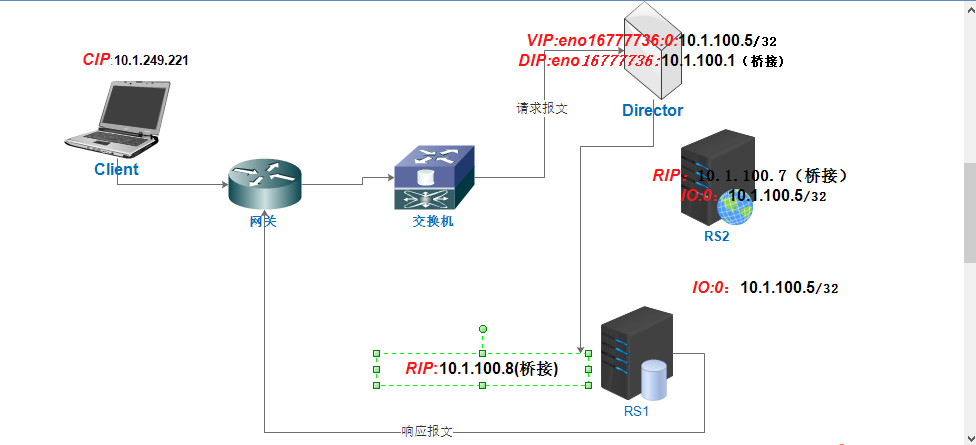 VIP:eno16777736:0:10.1.100.5/32
DIP:eno16777736:10.1.100.1（桥接）
CIP:10.1.249.221
请求报文
Director
Client
RIP：10.1.100.7（桥接）
IO:0：10.1.100.5/32
网关
交换机
RS2
IO:0：10.1.100.5/32
RIP:10.1.100.8(桥接)
RS1
响应报文